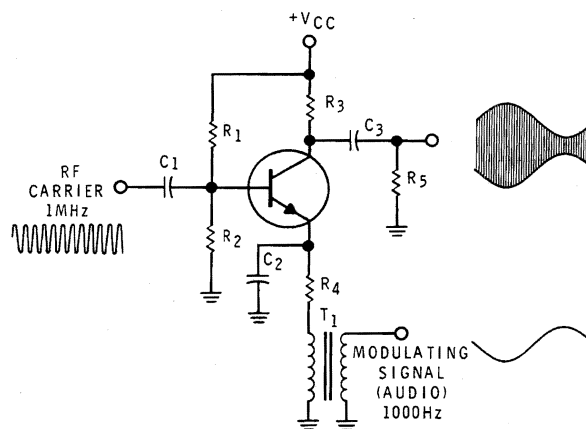 +VCC
R3
R1
C3
C1
RF
CARRIER
1MHz
R5
R2
C2
R4
T1
MODULATING
SIGNAL
(AUDIO)
1000Hz